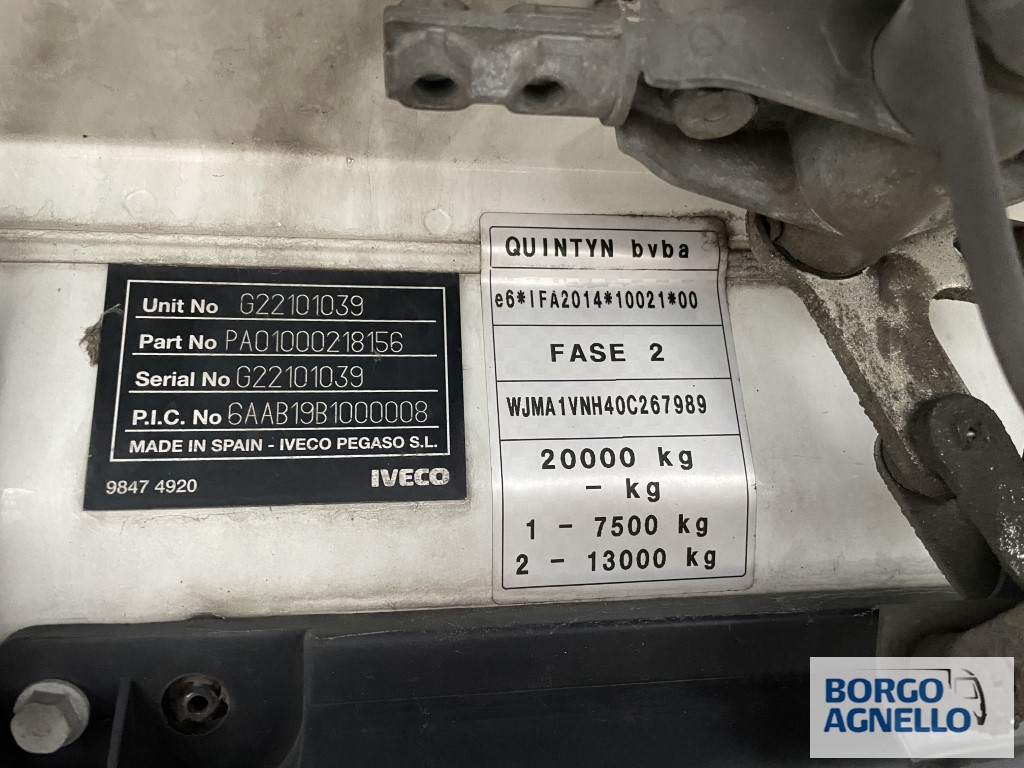 Unit No G22101039
Part No PA01000218156
Serial No G22101039
P.I.C. No 6AAB19B1000008
MADE IN SPAIN - IVECO PEGASO S.L.
9847 4920 IVECO
QUINTYN bvba
e6*IFA2014*10021*00
FASE 2
WJMA1VNH40C267989
20000 kg
- kg
1 - 7500 kg
2 - 13000 kg
BORGO
AGNELLO